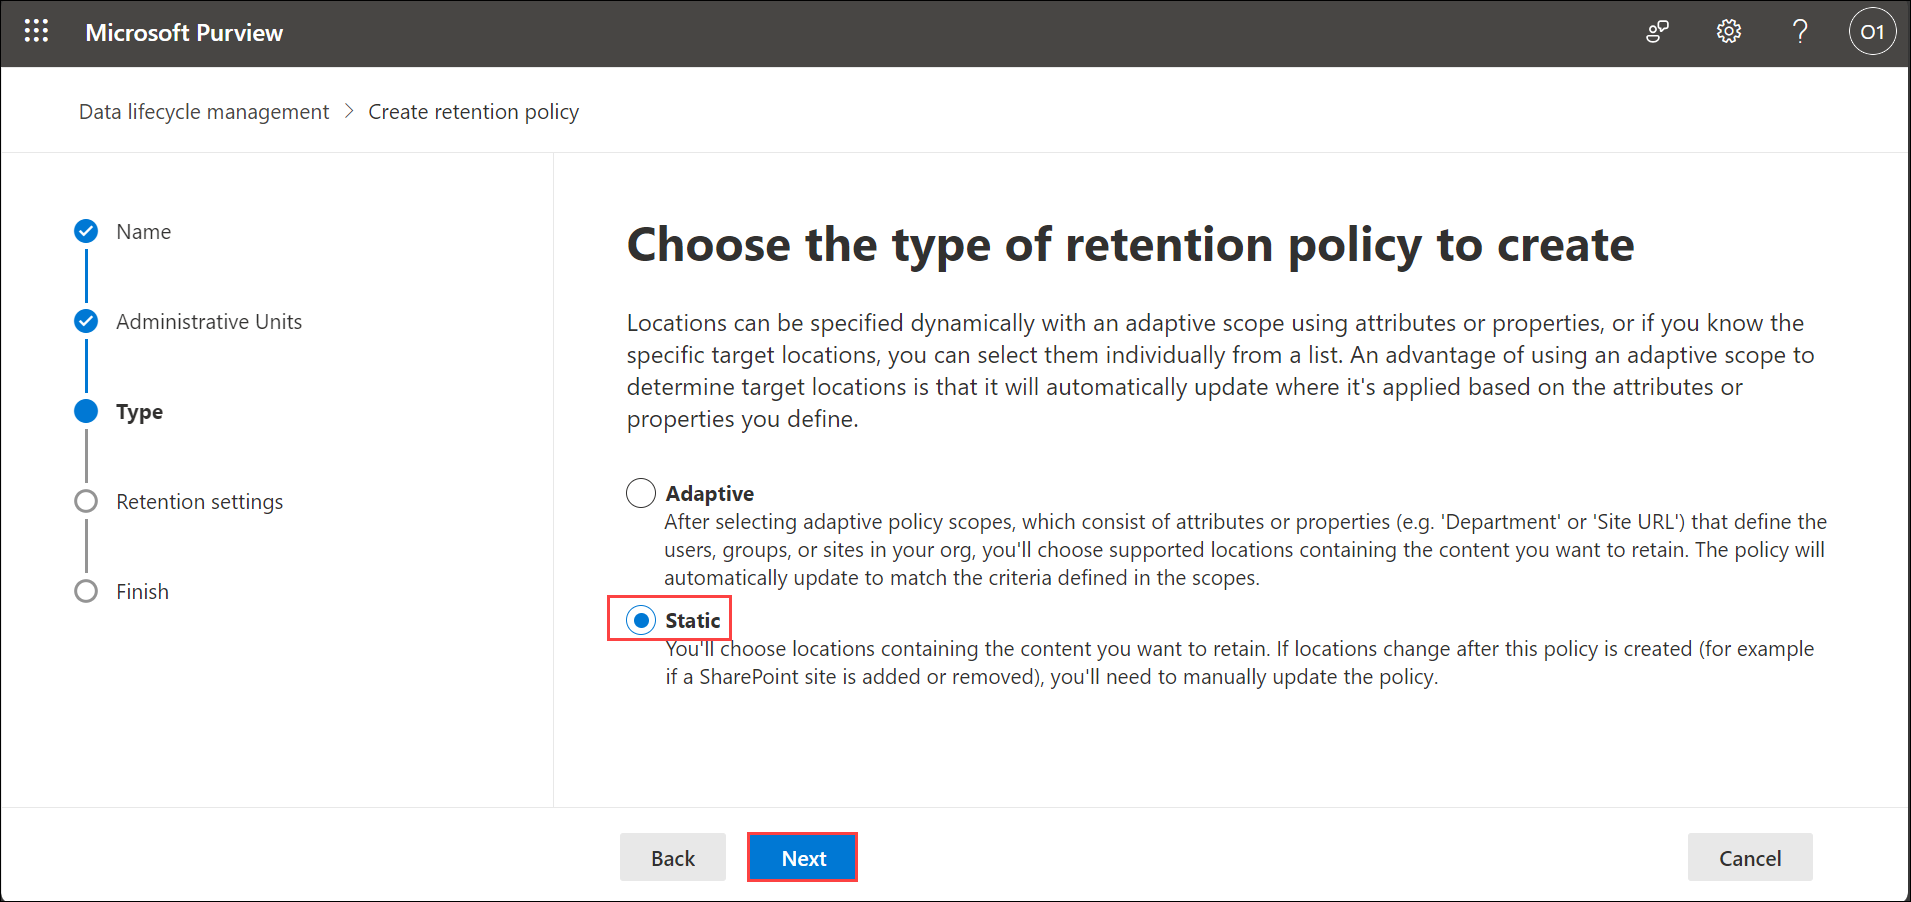 Microsoft Purview
?
O1
Data lifecycle management > Create retention policy
Name
Administrative Units
Type
Retention settings
Finish
Choose the type of retention policy to create
Locations can be specified dynamically with an adaptive scope using attributes or properties, or if you know the
specific target locations, you can select them individually from a list. An advantage of using an adaptive scope to
determine target locations is that it will automatically update where it's applied based on the attributes or
properties you define.
Adaptive
After selecting adaptive policy scopes, which consist of attributes or properties (e.g. 'Department' or 'Site URL') that define the
users, groups, or sites in your org, you'll choose supported locations containing the content you want to retain. The policy will
automatically update to match the criteria defined in the scopes.
Static
You'll choose locations containing the content you want to retain. If locations change after this policy is created (for example
if a SharePoint site is added or removed), you'll need to manually update the policy.
Back
Next
Cancel